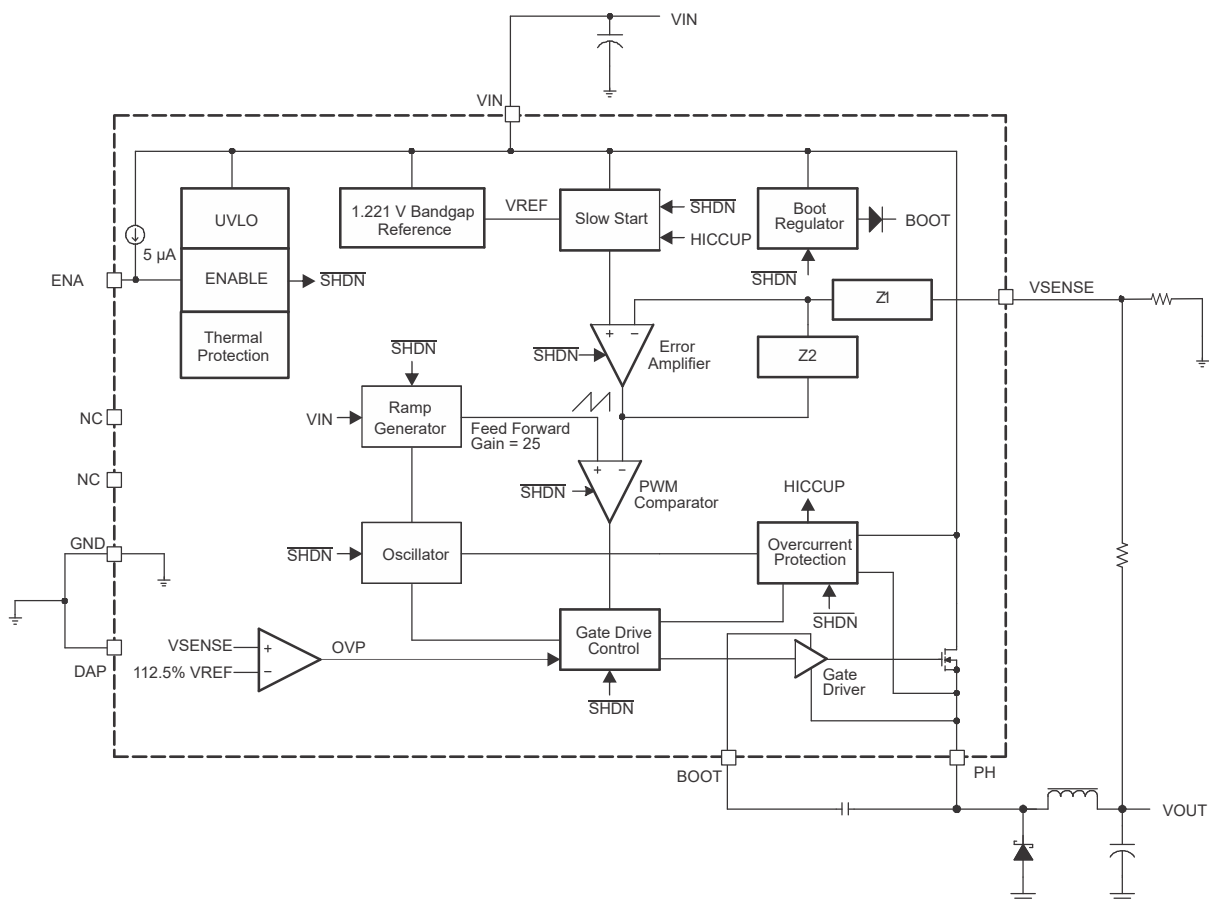 VIN
VIN
UVLO
1.221 V Bandgap
Reference
VREF
Slow Start
SHDN
HICCUP
Boot
Regulator
BOOT
SHDN
5 µA
ENA
ENABLE
SHDN
Z1
VSENSE
Thermal
Protection
SHDN
Error
Amplifier
Z2
SHDN
NC
VIN
Ramp
Generator
Feed Forward
Gain = 25
NC
SHDN
PWM
Comparator
HICCUP
GND
SHDN
Oscillator
Overcurrent
Protection
SHDN
VSENSE
OVP
112.5% VREF
DAP
Gate Drive
Control
SHDN
Gate
Driver
BOOT
PH
VOUT
+
−
+
−
+
−